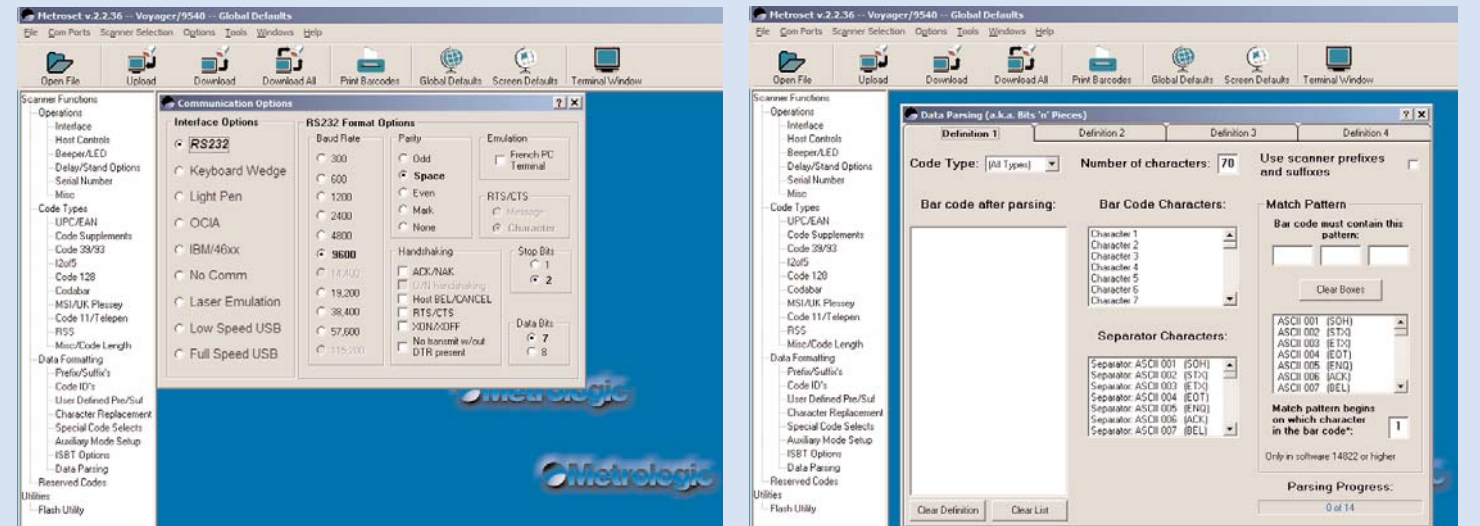 Metroset v.2.2.36 -- Voyager/9540 -- Global Defaults
File Com Ports Scanner Selection Options Tools Windows Help
Open File Upload Download Download All Print Barcodes Global Defaults Screen Defaults Terminal Window
Scanner Functions
Operations
Interface
Host Controls
Beeper/LED
Delay/Stand Options
Serial Number
Misc
Code Types
UPC/EAN
Code Supplements
Code 39/93
I2of5
Code 128
Codabar
MSI/UK Plessey
Code 11/Telepen
RSS
Misc/Code Length
Data Formatting
Prefix/Suffix's
Code ID's
User Defined Pre/Suf
Character Replacement
Special Code Selects
Auxiliary Mode Setup
ISBT Options
Data Parsing
Reserved Codes
Utilities
Flash Utility
Communication Options
Interface Options
RS232
Keyboard Wedge
Light Pen
OCIA
IBM/46xx
No Comm
Laser Emulation
Low Speed USB
Full Speed USB
RS232 Format Options
Baud Rate
300
600
1200
2400
4800
9600
14,400
19,200
38,400
57,600
115,200
Parity
Odd
Space
Even
Mark
None
Emulation
French PC
Terminal
RTS/CTS
Message
Character
Handshaking
ACK/NAK
Host BEL/CANCEL
RTS/CTS
XON/XOFF
No transmit w/out
DTR present
Stop Bits
1
2
Data Bits
7
8
Metrologic
Metrologic
Metroset v.2.2.36 -- Voyager/9540 -- Global Defaults
File Com Ports Scanner Selection Options Tools Windows Help
Open File Upload Download Download All Print Barcodes Global Defaults Screen Defaults Terminal Window
Scanner Functions
Operations
Interface
Host Controls
Beeper/LED
Delay/Stand Options
Serial Number
Misc
Code Types
UPC/EAN
Code Supplements
Code 39/93
I2of5
Code 128
Codabar
MSI/UK Plessey
Code 11/Telepen
RSS
Misc/Code Length
Data Formatting
Prefix/Suffix's
Code ID's
User Defined Pre/Suf
Character Replacement
Special Code Selects
Auxiliary Mode Setup
ISBT Options
Data Parsing
Reserved Codes
Utilities
Flash Utility
Data Parsing (a.k.a. Bits 'n' Pieces)
Definition 1 Definition 2 Definition 3 Definition 4
Code Type: (All Types)
Number of characters: 70
Use scanner prefixes
and suffixes
Bar code after parsing:
Clear Definition Clear List
Bar Code Characters:
Character 1
Character 2
Character 3
Character 4
Character 5
Character 6
Character 7
Separator Characters:
Separator: ASCII 001 (SOH)
Separator: ASCII 002 (STX)
Separator: ASCII 003 (ETX)
Separator: ASCII 004 (EOT)
Separator: ASCII 005 (ENQ)
Separator: ASCII 006 (ACK)
Separator: ASCII 007 (BEL)
Match Pattern
Bar code must contain this
pattern:
Clear Boxes
ASCII 001 (SOH)
ASCII 002 (STX)
ASCII 003 (ETX)
ASCII 004 (EOT)
ASCII 005 (ENQ)
ASCII 006 (ACK)
ASCII 007 (BEL)
Match pattern begins
on which character
in the bar code*: 1
Only in software 14822 or higher
Parsing Progress:
0 of 14